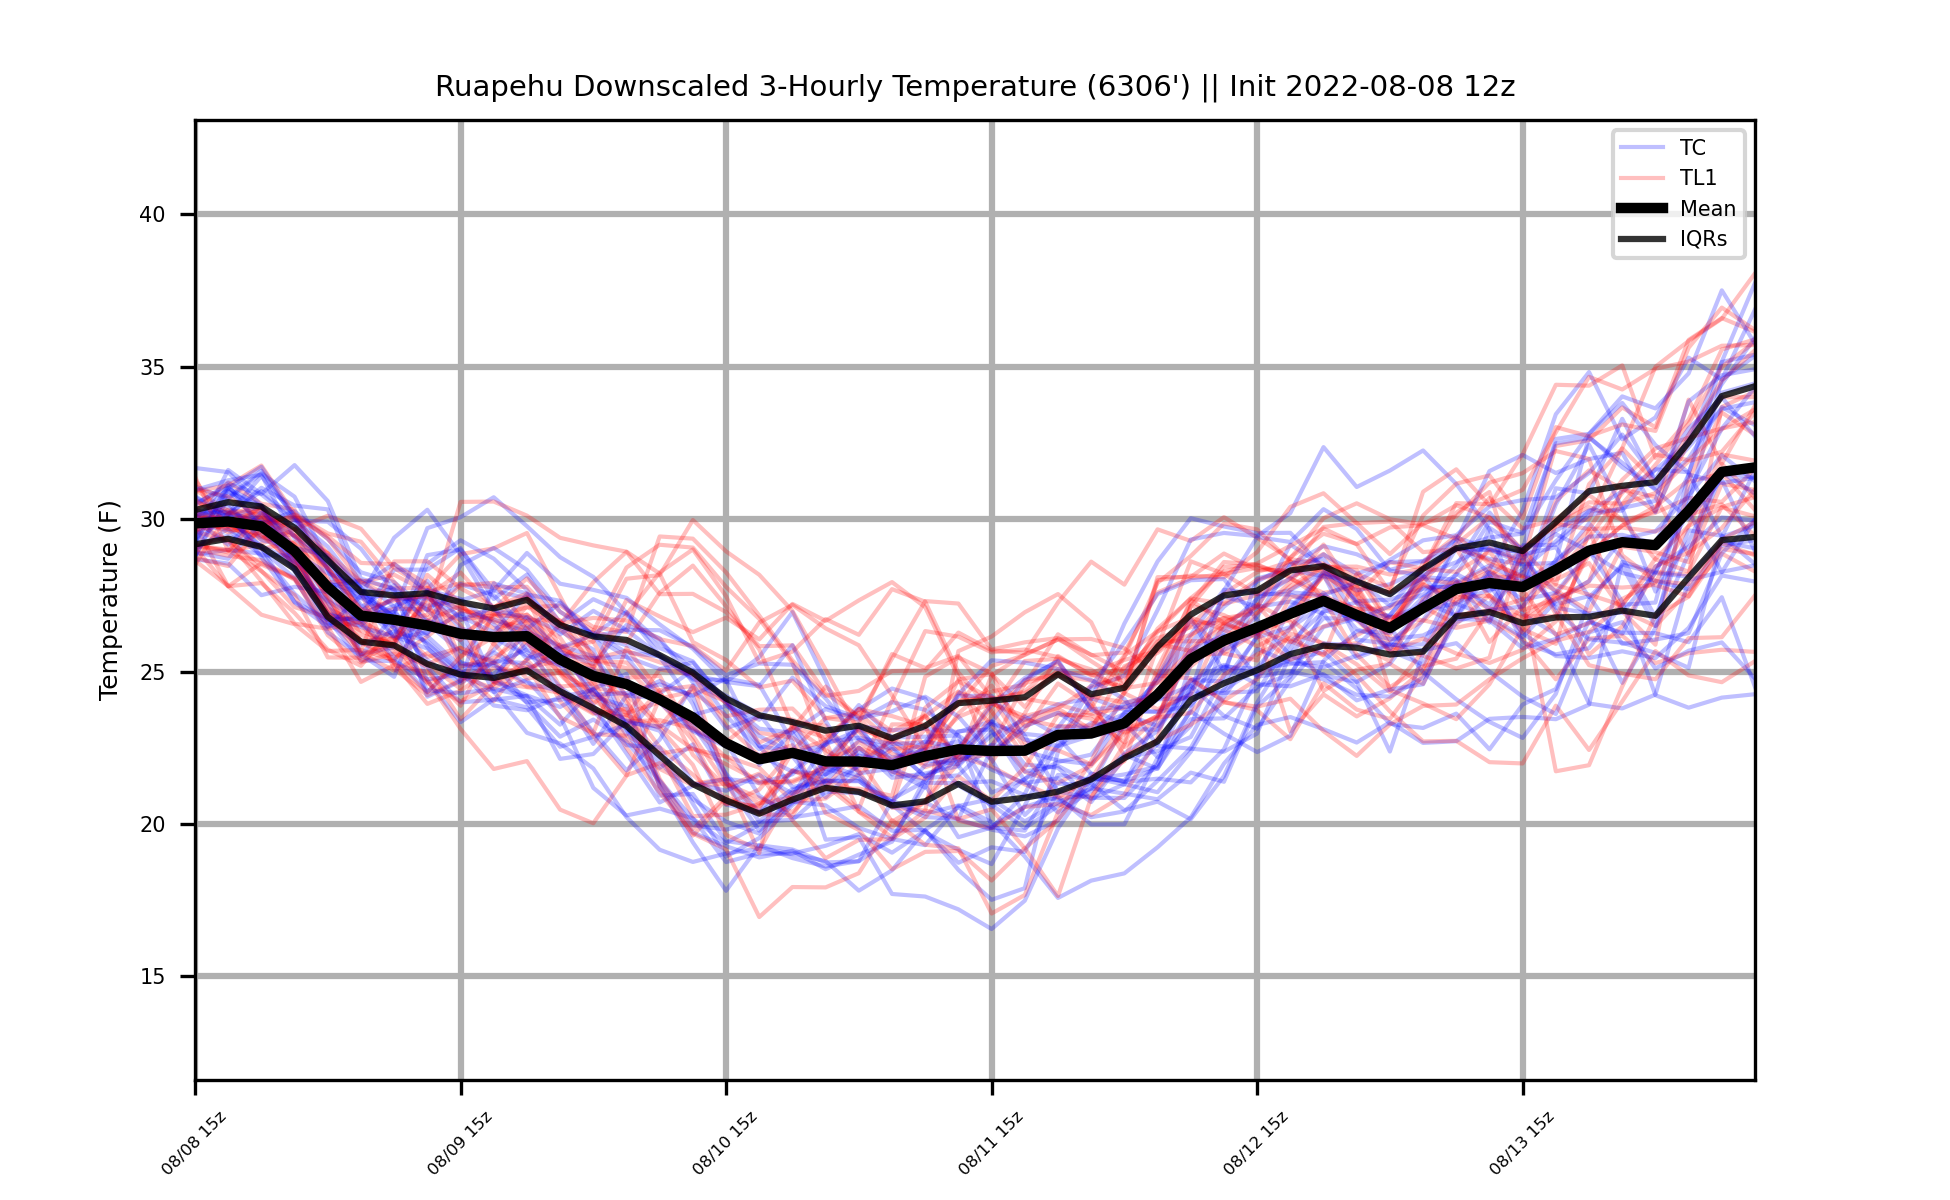 Ruapehu Downscaled 3-Hourly Temperature (6306') || Init 2022-08-08 12z
TC
TL1
Mean
IQRs
Temperature (F)
40
35
30
25
20
15
08/08 15z
08/09 15z
08/10 15z
08/11 15z
08/12 15z
08/13 15z